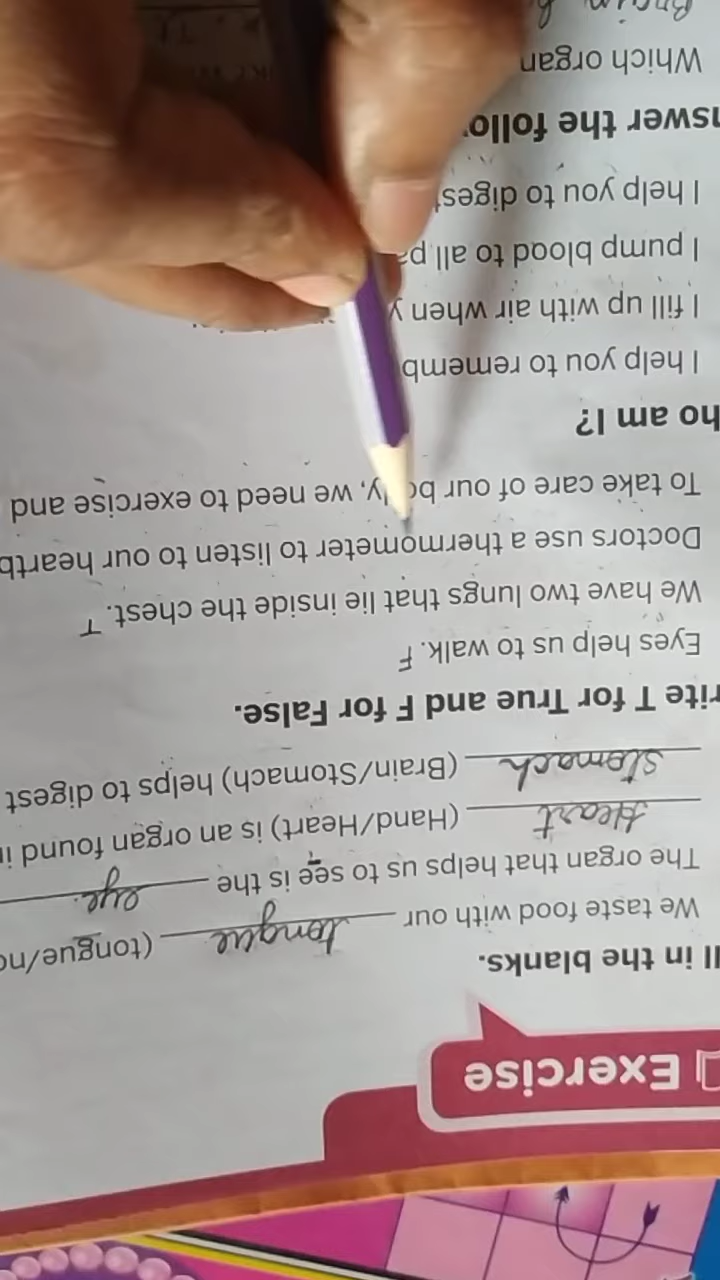 Exercise
ll in the blanks.
We taste food with our tongue (tongue/no
The organ that helps us to see is the eye.
Heart (Hand/Heart) is an organ found i
stomach (Brain/Stomach) helps to digest
rite T for True and F for False.
Eyes help us to walk. F
We have two lungs that lie inside the chest. T
Doctors use a thermometer to listen to our heartb
To take care of our body, we need to exercise and
ho am I?
I help you to rememb
I fill up with air when y
I pump blood to all pa
I help you to digest
nswer the follo
Which organ
Brain